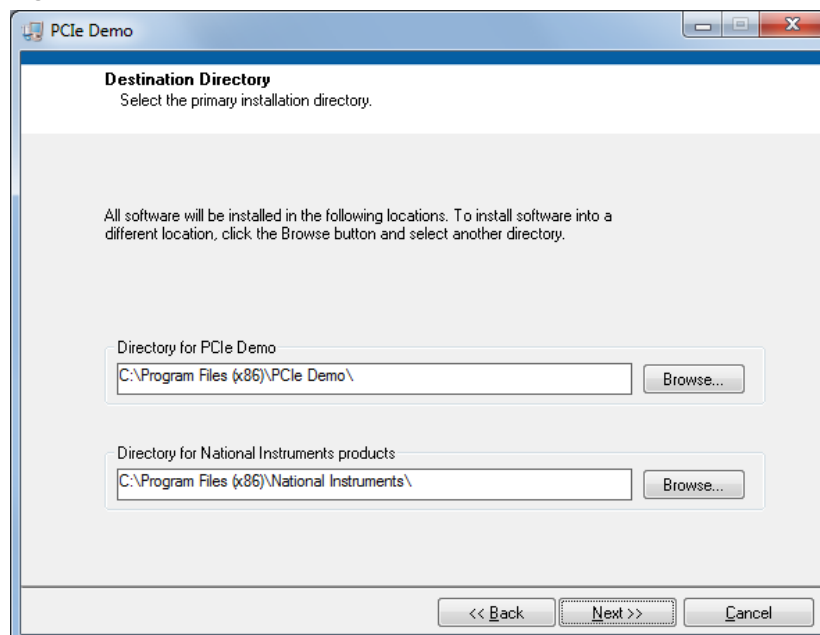 PCIe Demo
Destination Directory
Select the primary installation directory.
All software will be installed in the following locations. To install software into a
different location, click the Browse button and select another directory.
Directory for PCIe Demo
C:\Program Files (x86)\PCIe Demo\
Browse...
Directory for National Instruments products
C:\Program Files (x86)\National Instruments\
Browse...
<< Back
Next >>
Cancel